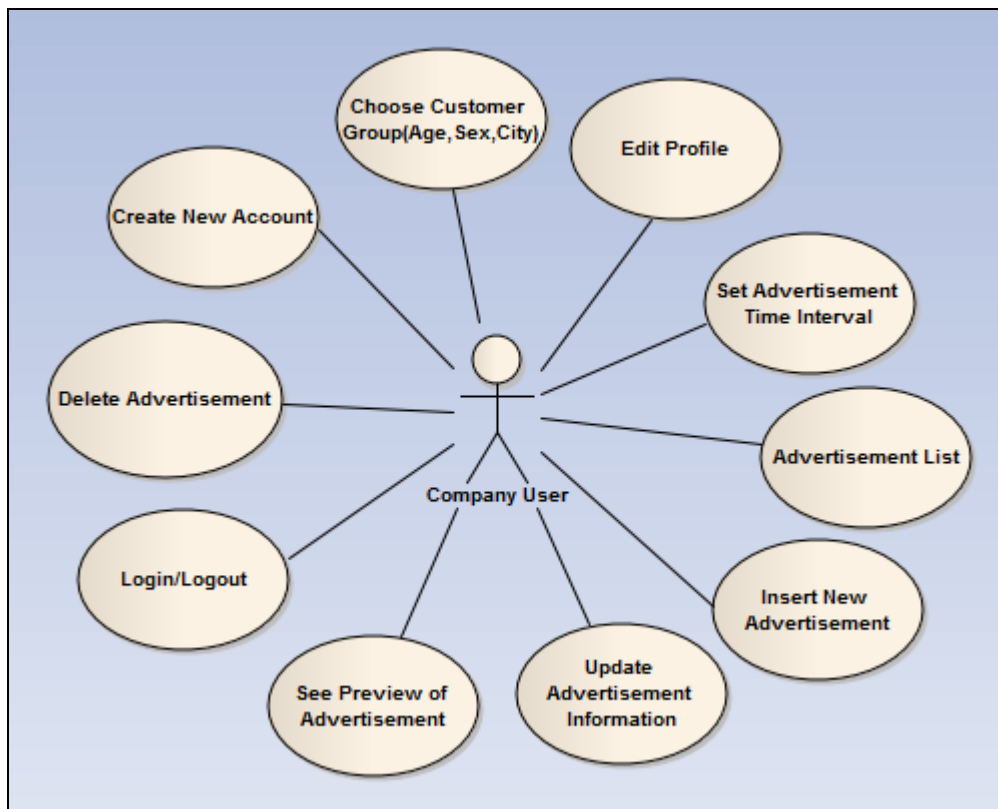 Choose Customer
Group(Age,Sex,City)
Edit Profile
Create New Account
Set Advertisement
Time Interval
Delete Advertisement
Advertisement List
Company User
Login/Logout
Insert New
Advertisement
See Preview of
Advertisement
Update
Advertisement
Information